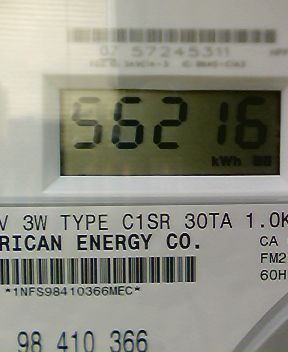 07 57245311
56216
kWh
V 3W TYPE C1SR 30TA 1.0K
RICAN ENERGY CO.
CA
FM2
60H
*1NFS98410366MEC*
98 410 366